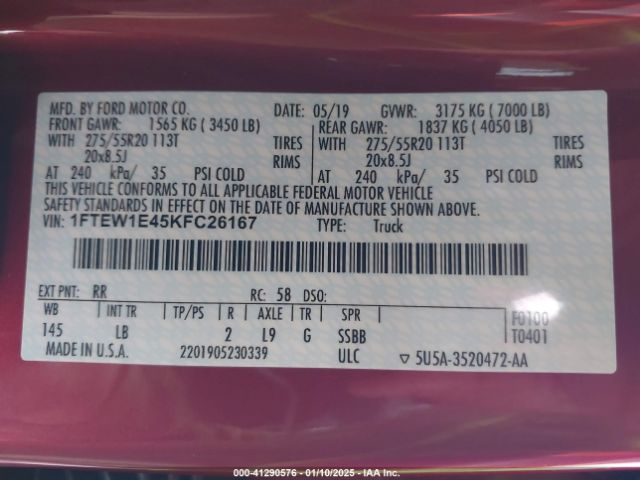 MFD. BY FORD MOTOR CO. DATE: 05/19 GVWR: 3175 KG ( 7000 LB)
FRONT GAWR: 1565 KG ( 3450 LB) REAR GAWR: 1837 KG ( 4050 LB)
WITH 275/55R20 113T TIRES WITH 275/55R20 113T TIRES
20x8.5J RIMS 20x8.5J RIMS
AT 240 kPa/ 35 PSI COLD AT 240 kPa/ 35 PSI COLD
THIS VEHICLE CONFORMS TO ALL APPLICABLE FEDERAL MOTOR VEHICLE
SAFETY STANDARDS IN EFFECT ON THE DATE OF MANUFACTURE SHOWN ABOVE.
VIN: 1FTEW1E45KFC26167 TYPE: Truck
EXT PNT: RR RC: 58 DSO:
WB INT TR TP/PS R AXLE TR SPR F0100
145 LB 2 L9 G SSBB T0401
MADE IN U.S.A. 2201905230339 ULC ▽ 5U5A-3520472-AA
000-41290576 - 01/10/2025 - IAA Inc.